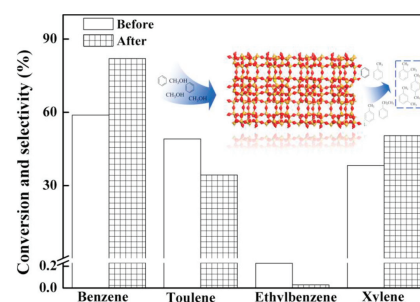 Conversion and selectivity (%)
90
60
30
0.2
0.0
Before
After
CH₃OH
CH₃OH
CH₃OH
Benzene
Toulene
Ethylbenzene
Xylene